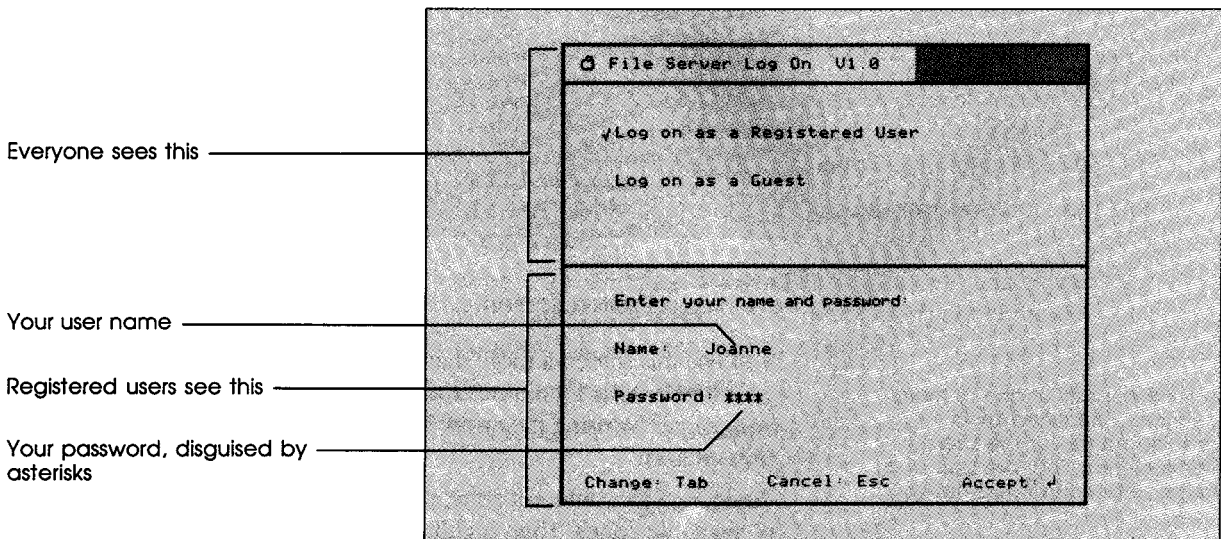 File Server Log On V1.0
√Log on as a Registered User
Everyone sees this
Log on as a Guest
Enter your name and password:
Your user name
Name: Joanne
Registered users see this
Password: ****
Your password, disguised by
asterisks
Change: Tab Cancel: Esc Accept: ↲